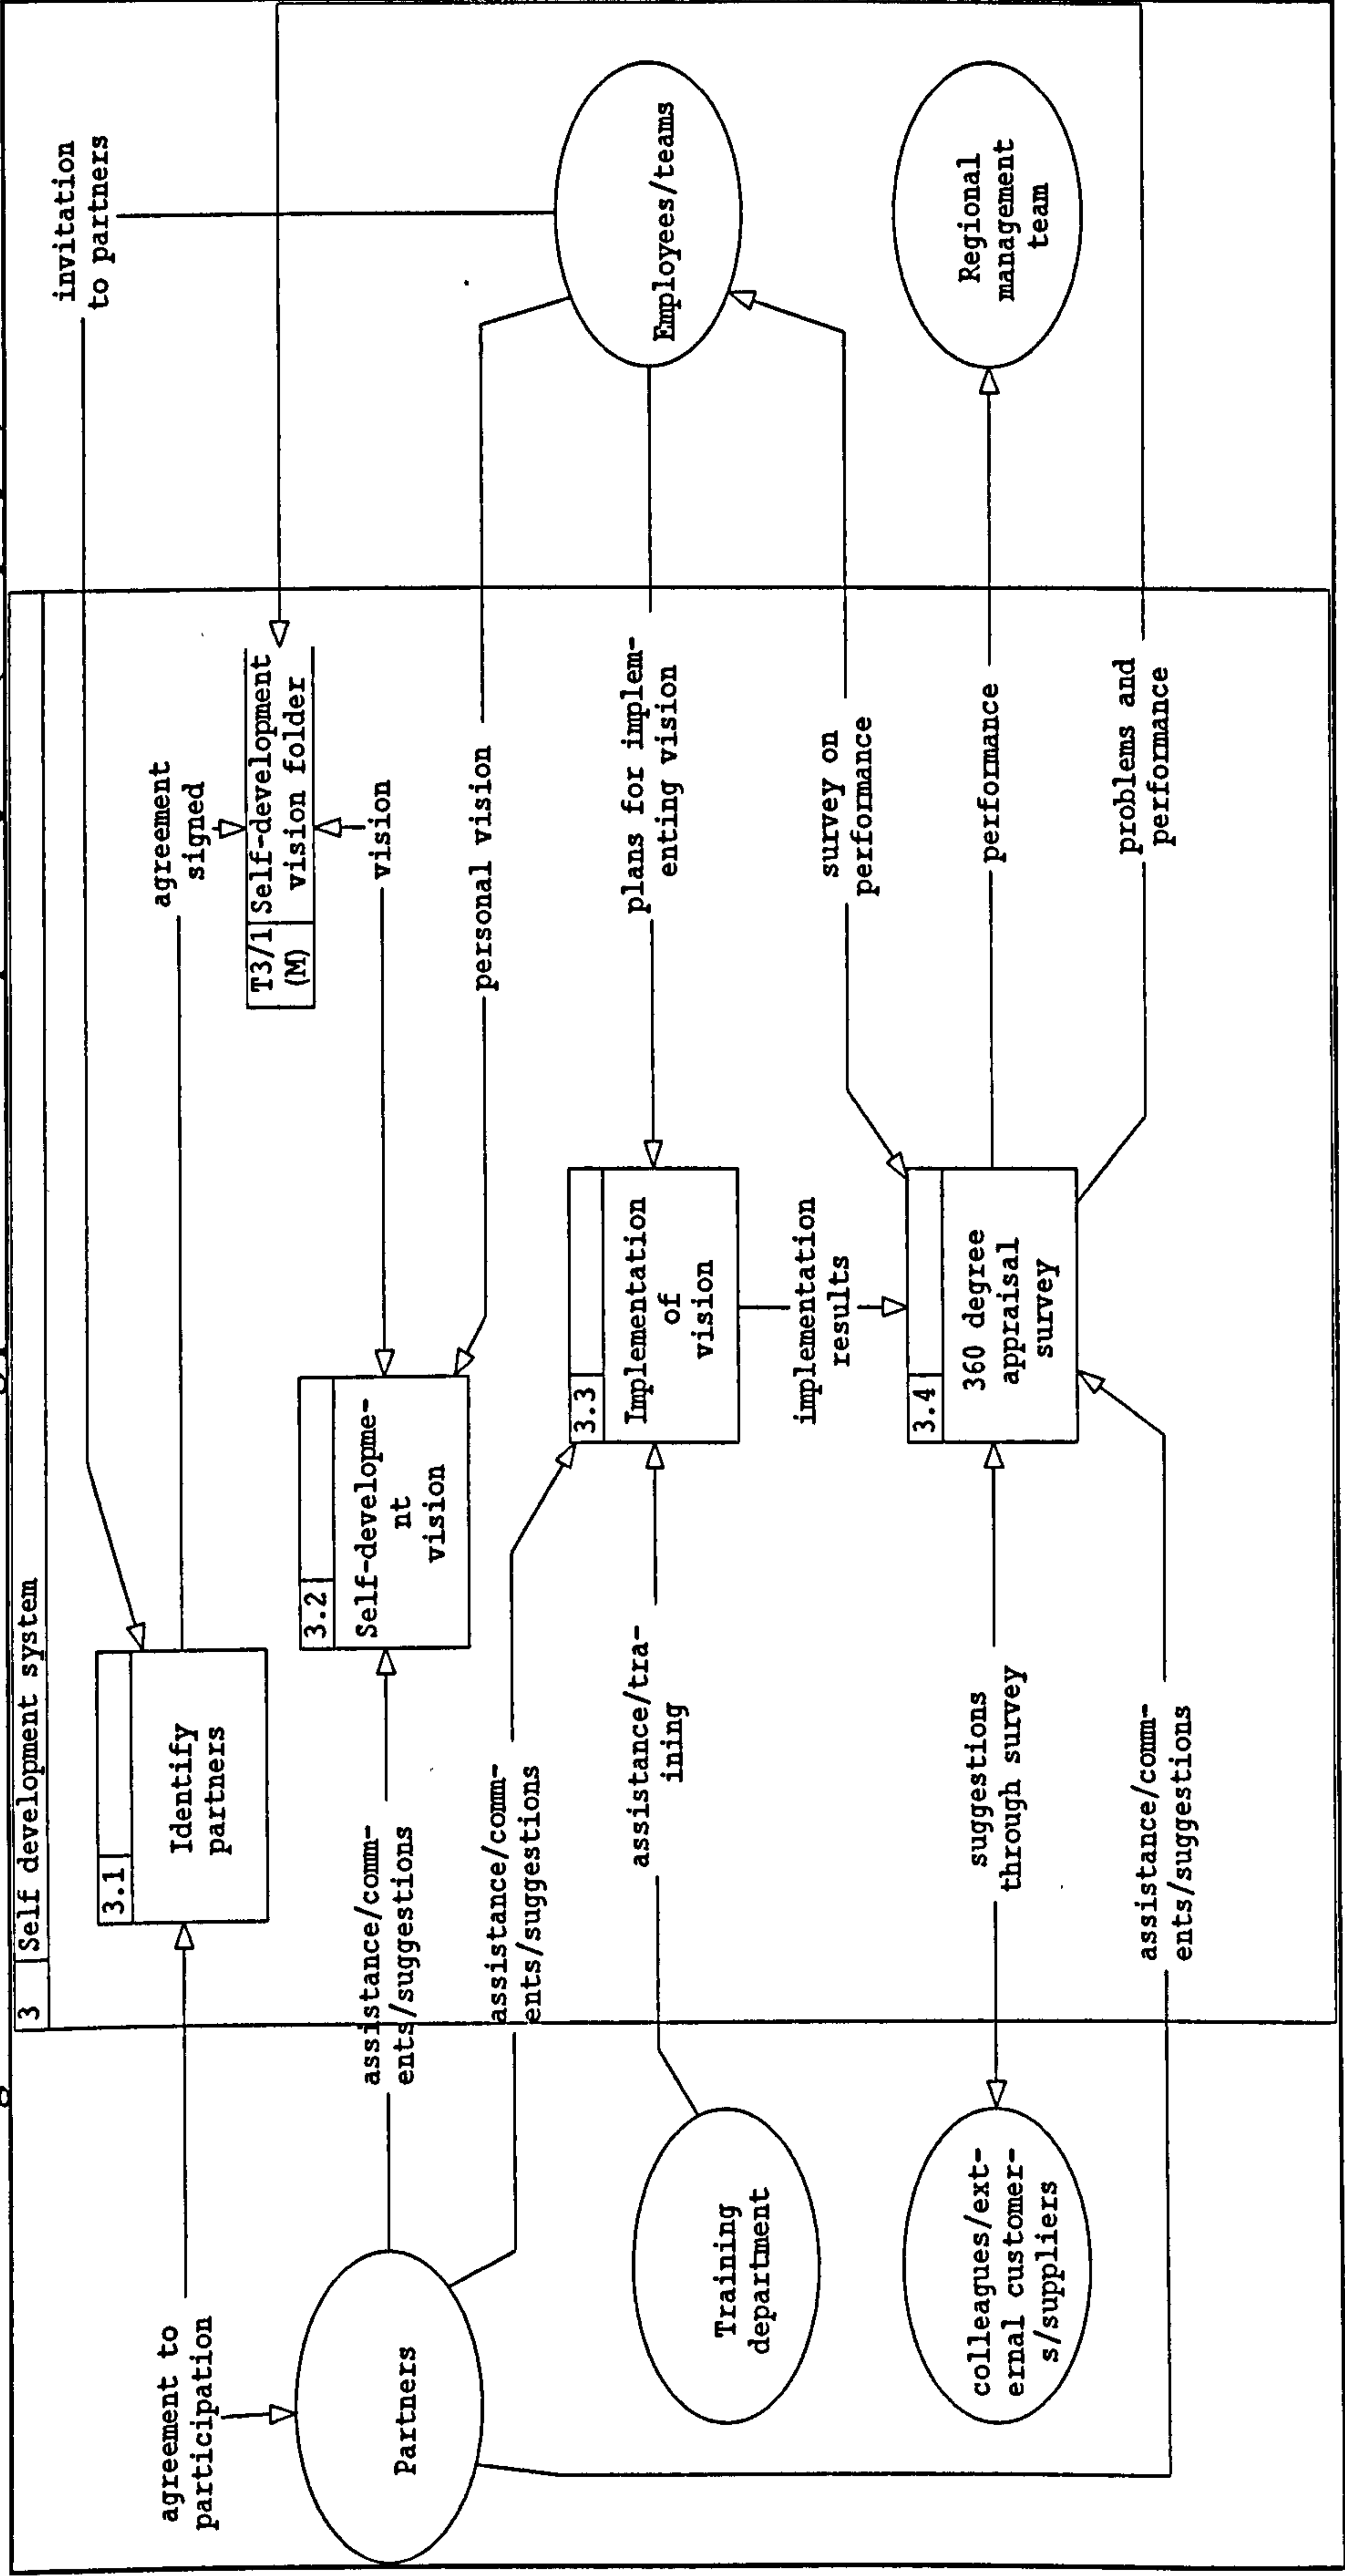 3 Self development system
agreement to
participation
3.1
Identify
partners
agreement
signed
invitation
to partners
T3/1 Self-development
(M) vision folder
vision
Partners
assistance/comm-
ents/suggestions
3.2
Self-developme-
nt
vision
personal vision
assistance/comm-
ents/suggestions
3.3
Implementation
of
vision
plans for implem-
enting vision
Employees/teams
Training
department
assistance/tra-
ining
implementation
results
survey on
performance
colleagues/ext-
ernal customer-
s/suppliers
suggestions
through survey
3.4
360 degree
appraisal
survey
performance
Regional
management
team
assistance/comm-
ents/suggestions
problems and
performance